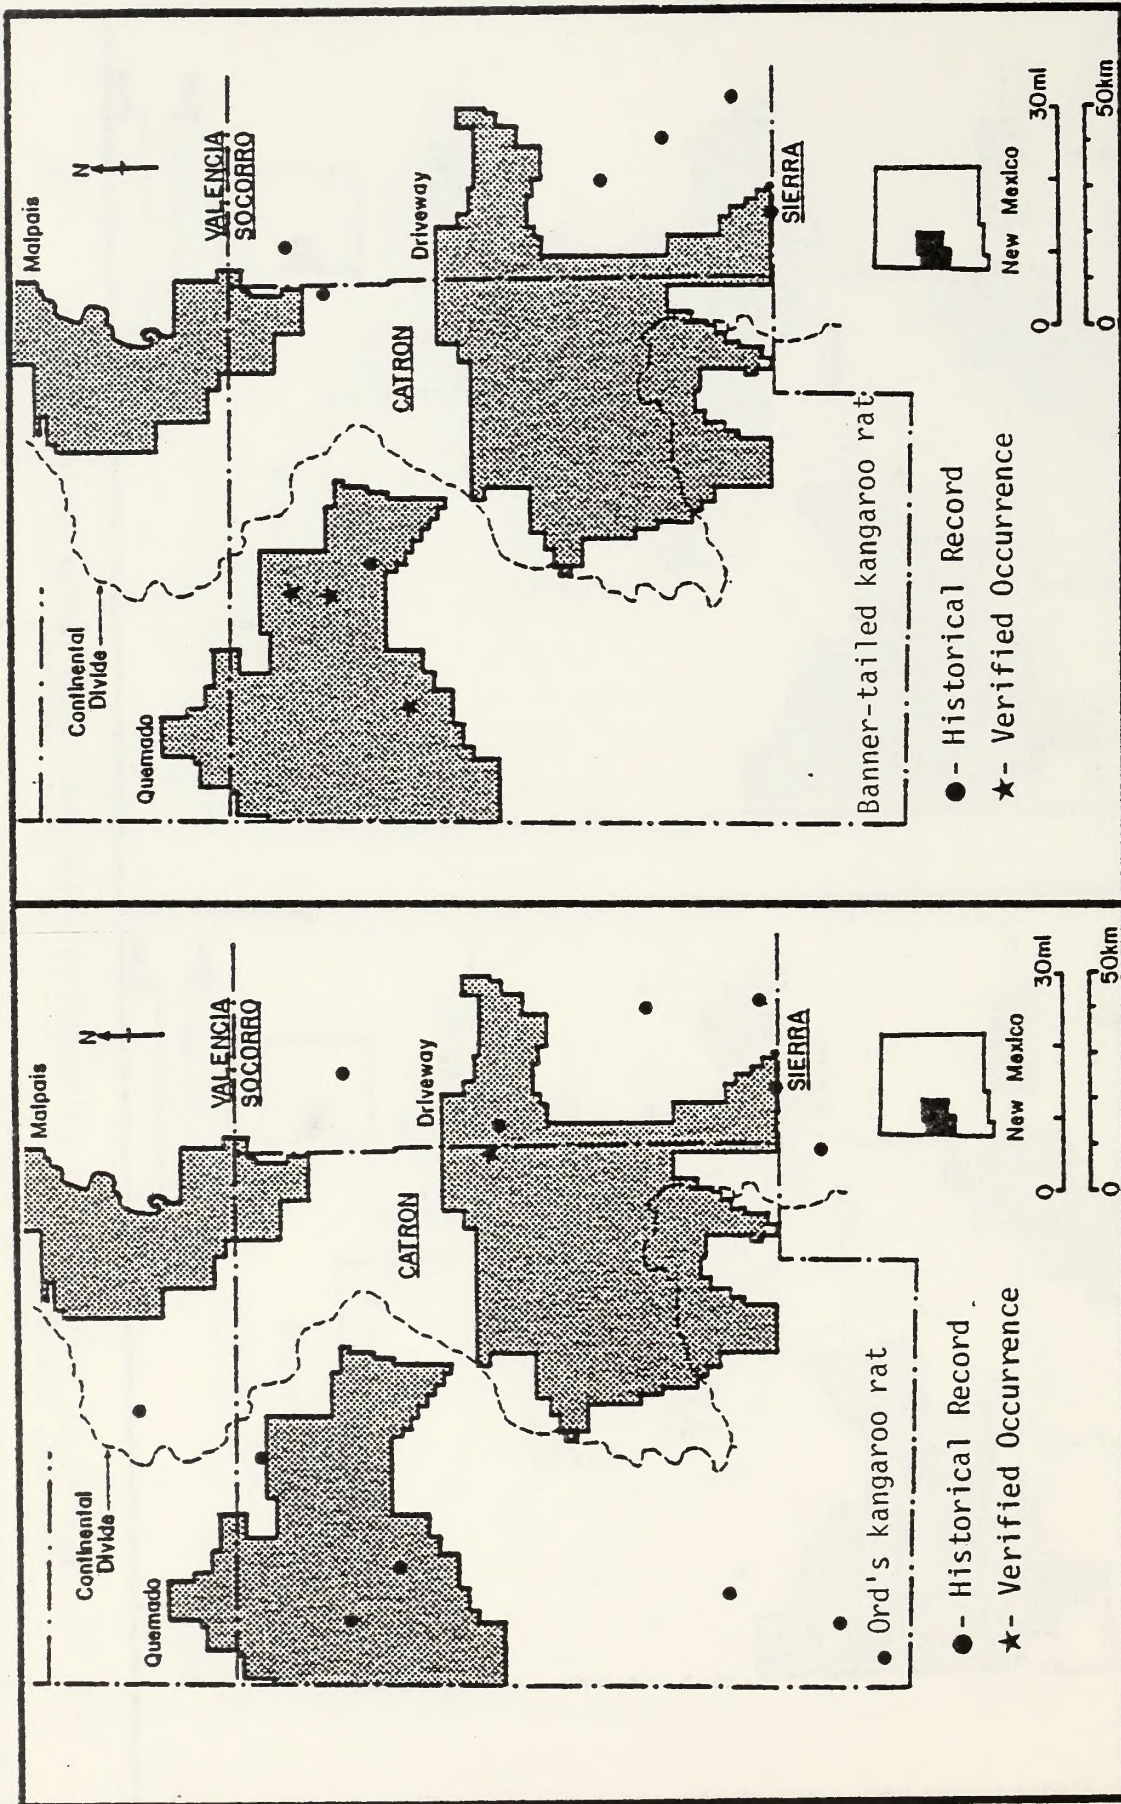 Malpais
N
Continental
Divide
Quemado
VALENCIA
SOCORRO
CATRON
Driveway
SIERRA
Ord's kangaroo rat
● - Historical Record
★ - Verified Occurrence
New Mexico
0 30mi
0 50km
Malpais
N
Continental
Divide
Quemado
VALENCIA
SOCORRO
CATRON
Driveway
SIERRA
Banner-tailed kangaroo rat
● - Historical Record
★ - Verified Occurrence
New Mexico
0 30mi
0 50km